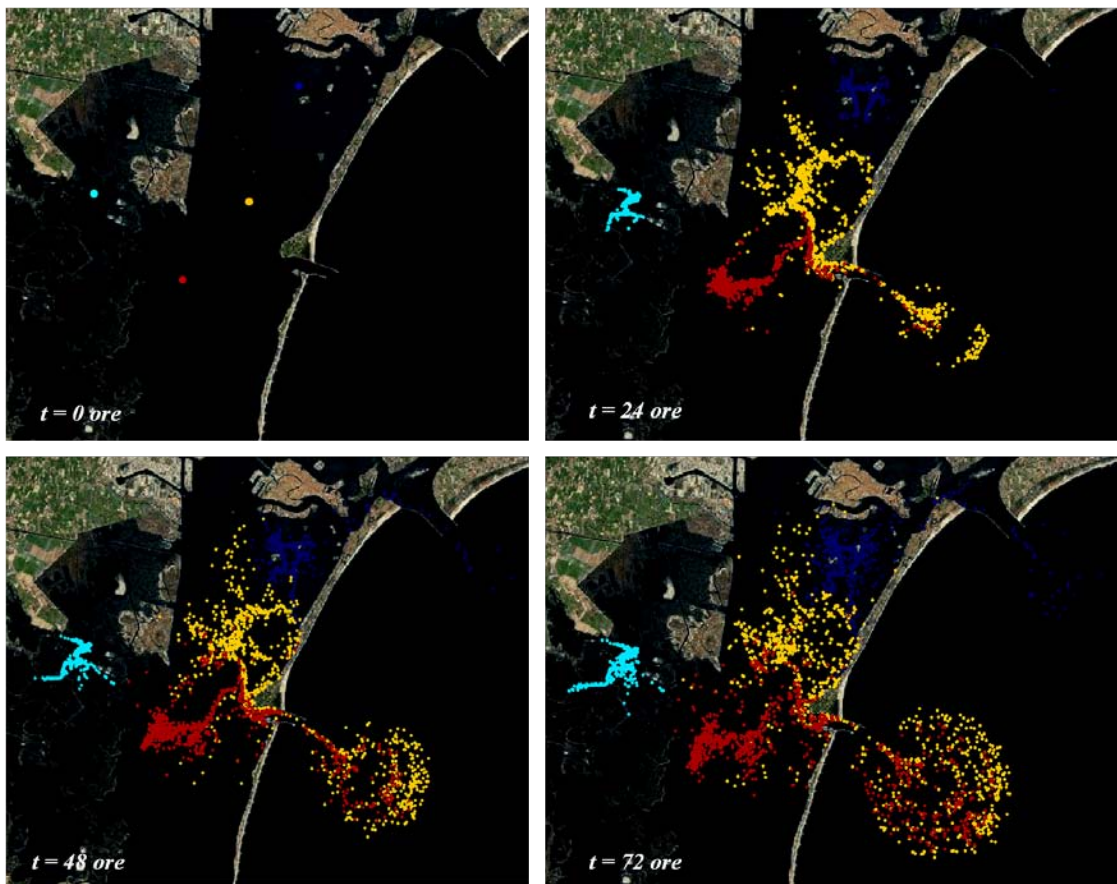 t = 0 ore
t = 24 ore
t = 48 ore
t = 72 ore